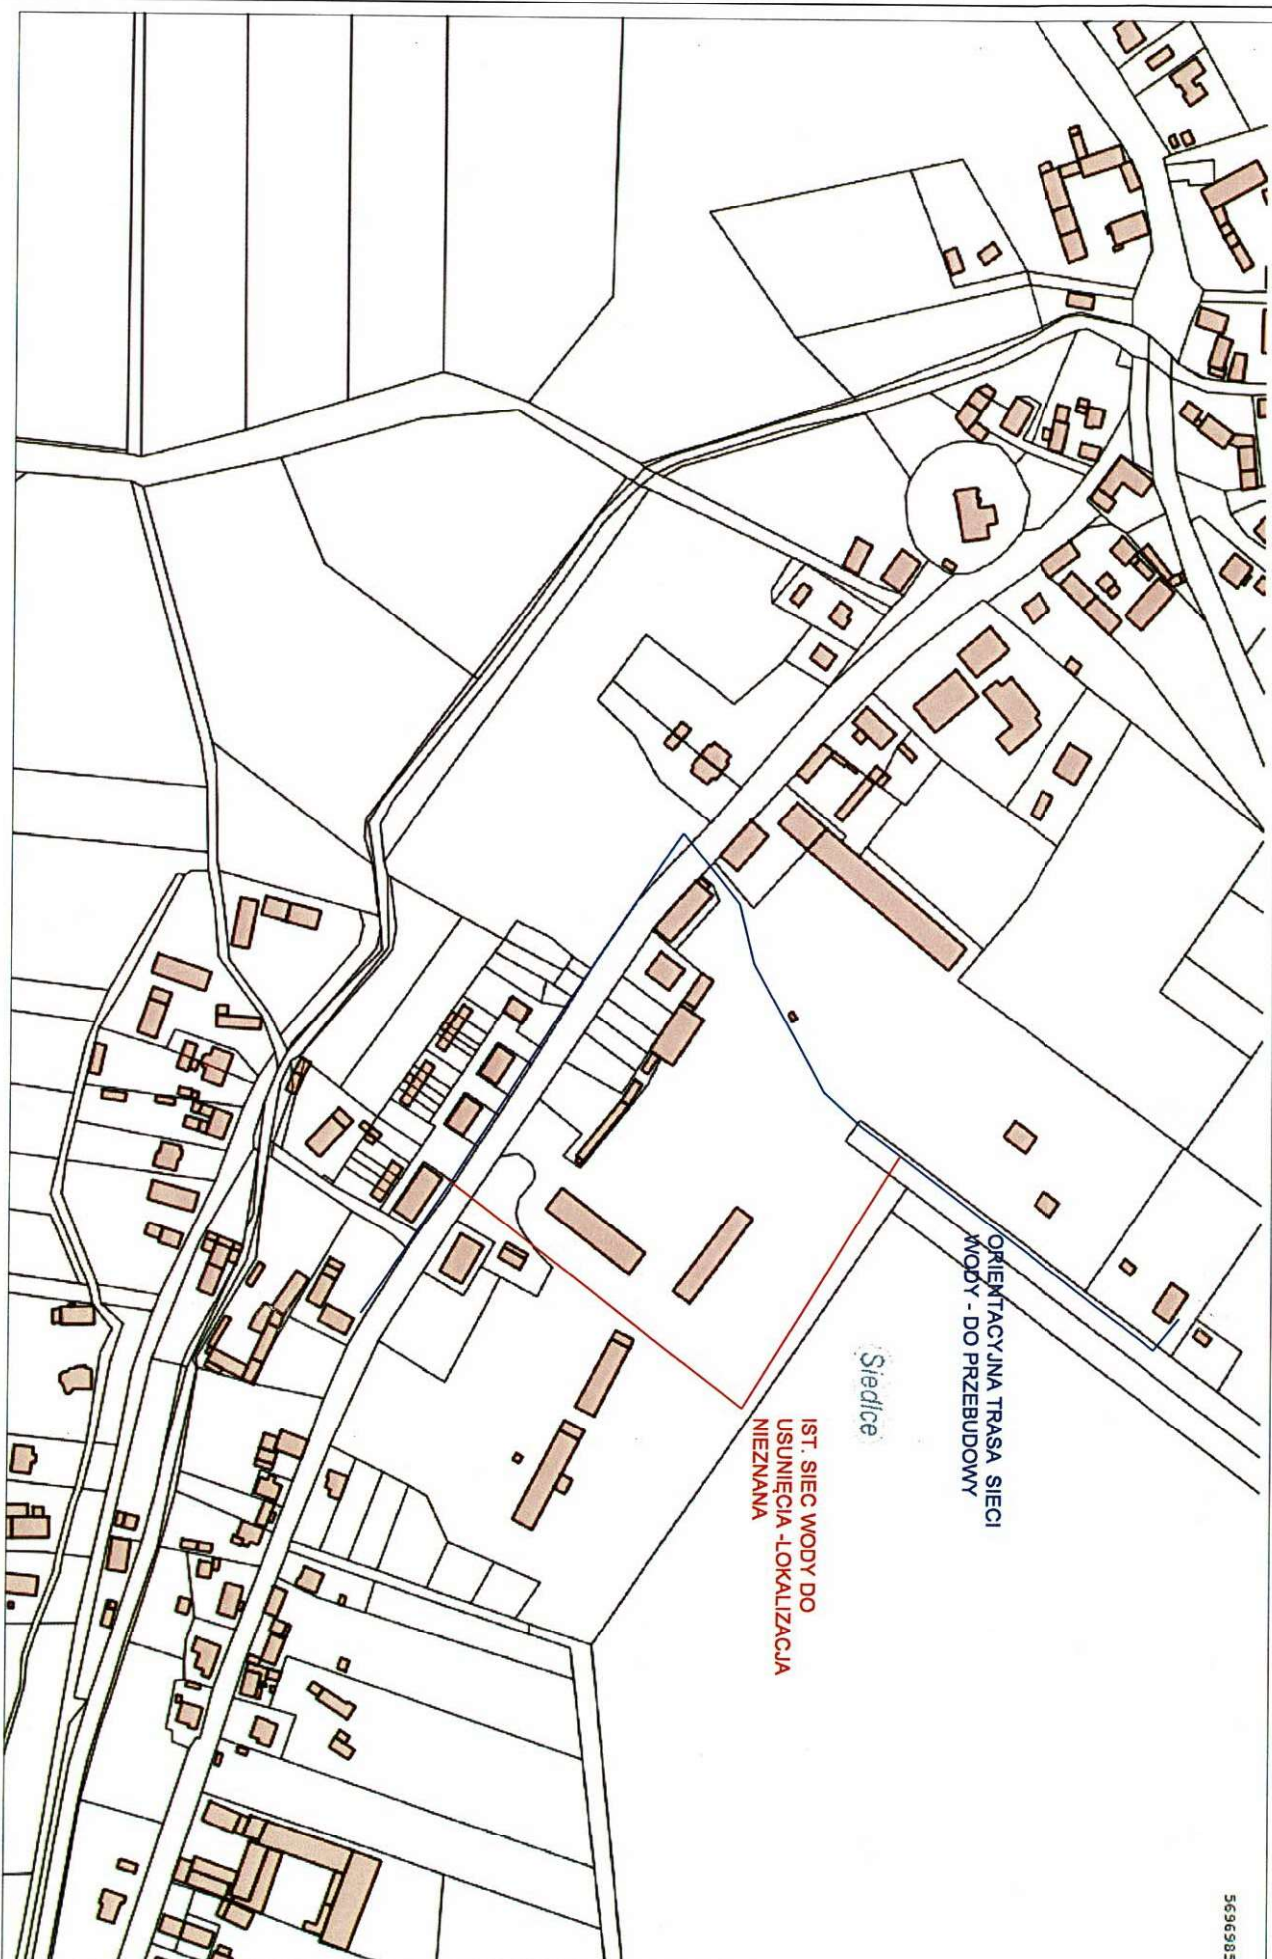 ORIENTACYJNA TRASA SIECI
WODY - DO PRZEBUDOWY
Siedlce
IST. SIEC WODY DO
USUNIĘCIA -LOKALIZACJA
NIEZNANA